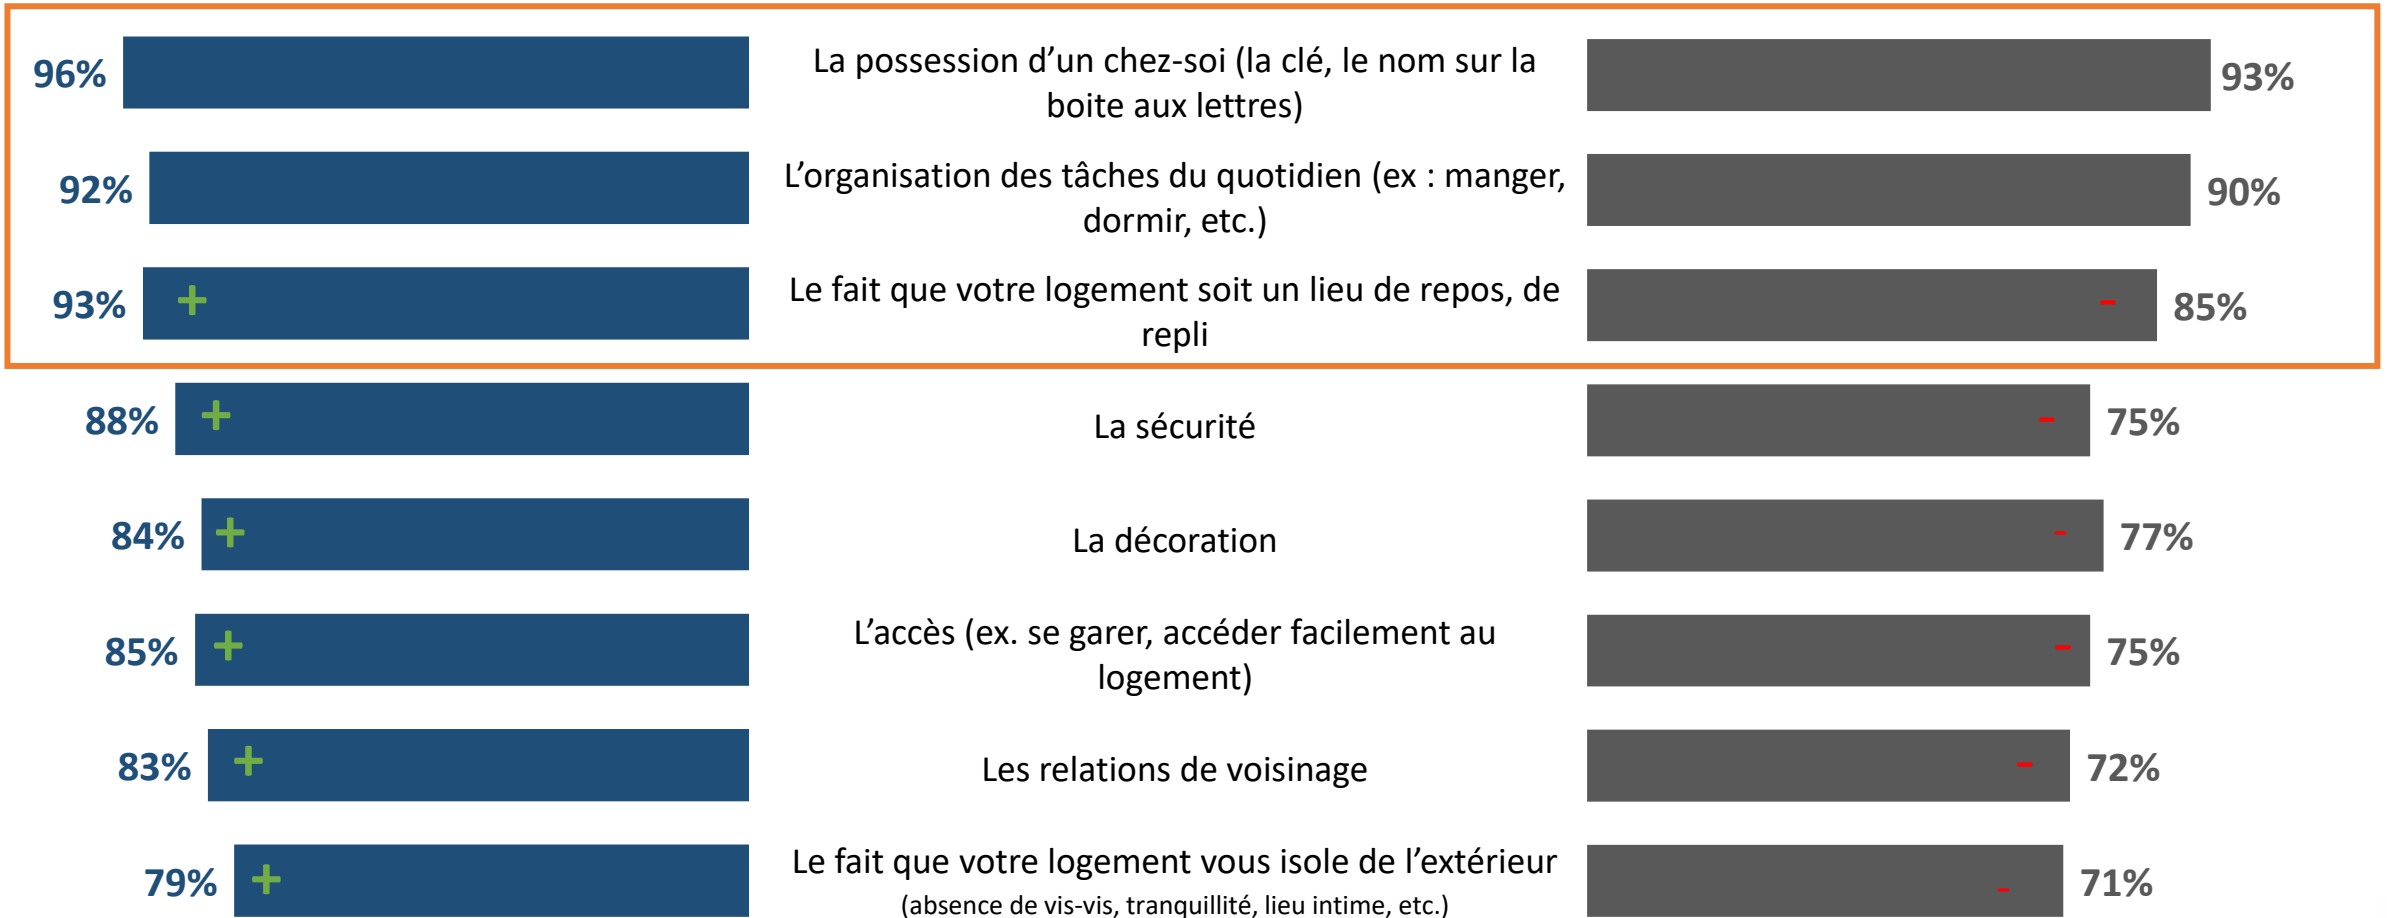 96%
La possession d’un chez-soi (la clé, le nom sur la
boite aux lettres)
93%
92%
L’organisation des tâches du quotidien (ex : manger,
dormir, etc.)
90%
93%
+
Le fait que votre logement soit un lieu de repos, de
repli
-
85%
88%
+
La sécurité
-
75%
84%
+
La décoration
-
77%
85%
+
L’accès (ex. se garer, accéder facilement au
logement)
-
75%
83%
+
Les relations de voisinage
-
72%
79%
+
Le fait que votre logement vous isole de l’extérieur
(absence de vis-vis, tranquillité, lieu intime, etc.)
-
71%